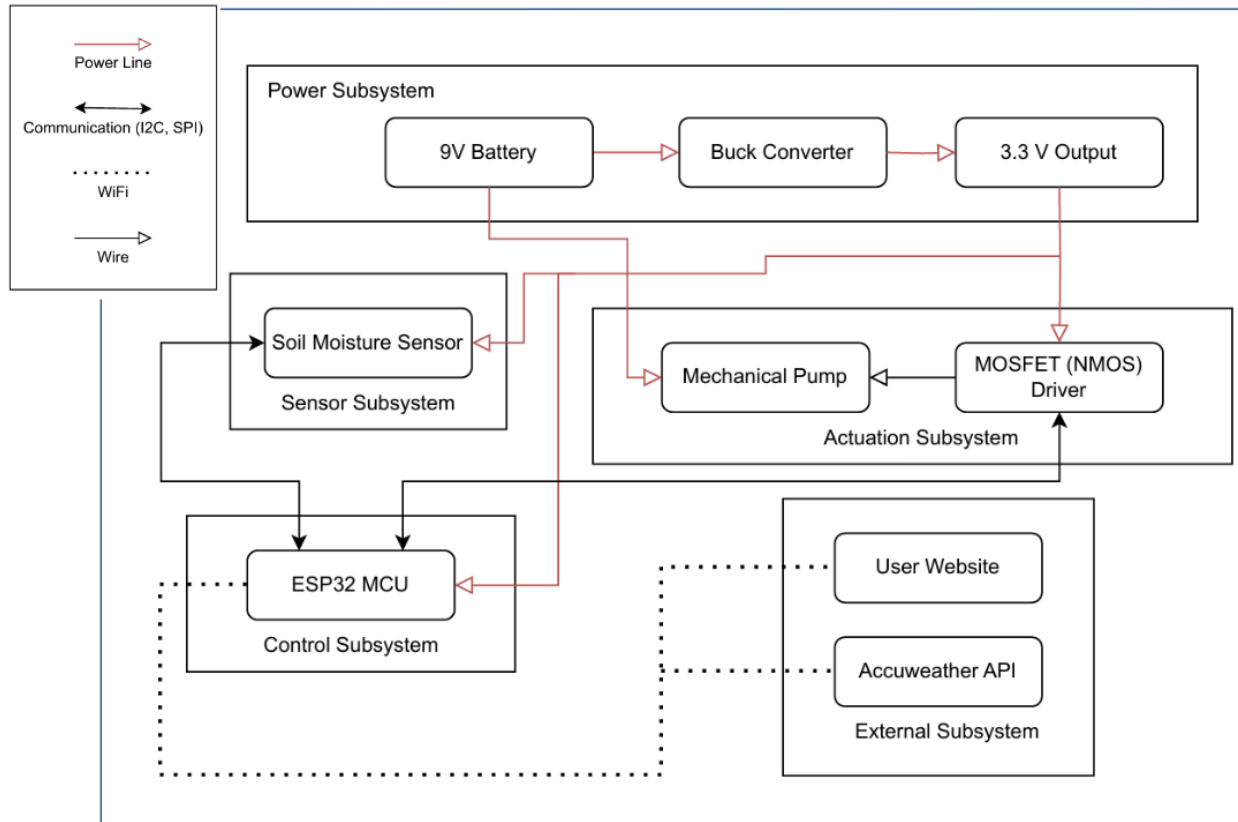 Power Line
Communication (I2C, SPI)
WiFi
Wire
Power Subsystem
9V Battery
Buck Converter
3.3 V Output
Soil Moisture Sensor
Sensor Subsystem
Mechanical Pump
MOSFET (NMOS)
Driver
Actuation Subsystem
ESP32 MCU
Control Subsystem
User Website
Accuweather API
External Subsystem